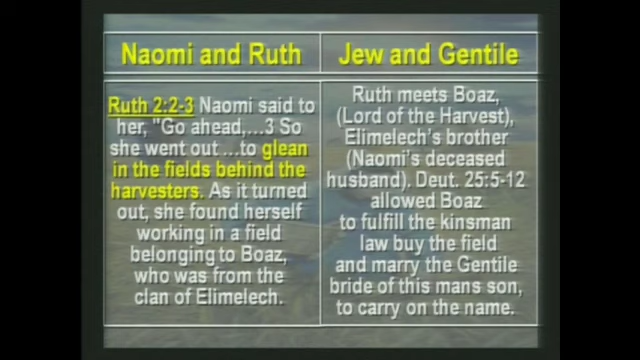 Naomi and Ruth
Jew and Gentile
Ruth 2:2-3 Naomi said to
her, "Go ahead,...3 So
she went out ...to glean
in the fields behind the
harvesters. As it turned
out, she found herself
working in a field
belonging to Boaz,
who was from the
clan of Elimelech.
Ruth meets Boaz,
(Lord of the Harvest),
Elimelech's brother
(Naomi's deceased
husband). Deut. 25:5-12
allowed Boaz
to fulfill the kinsman
law buy the field
and marry the Gentile
bride of this mans son,
to carry on the name.